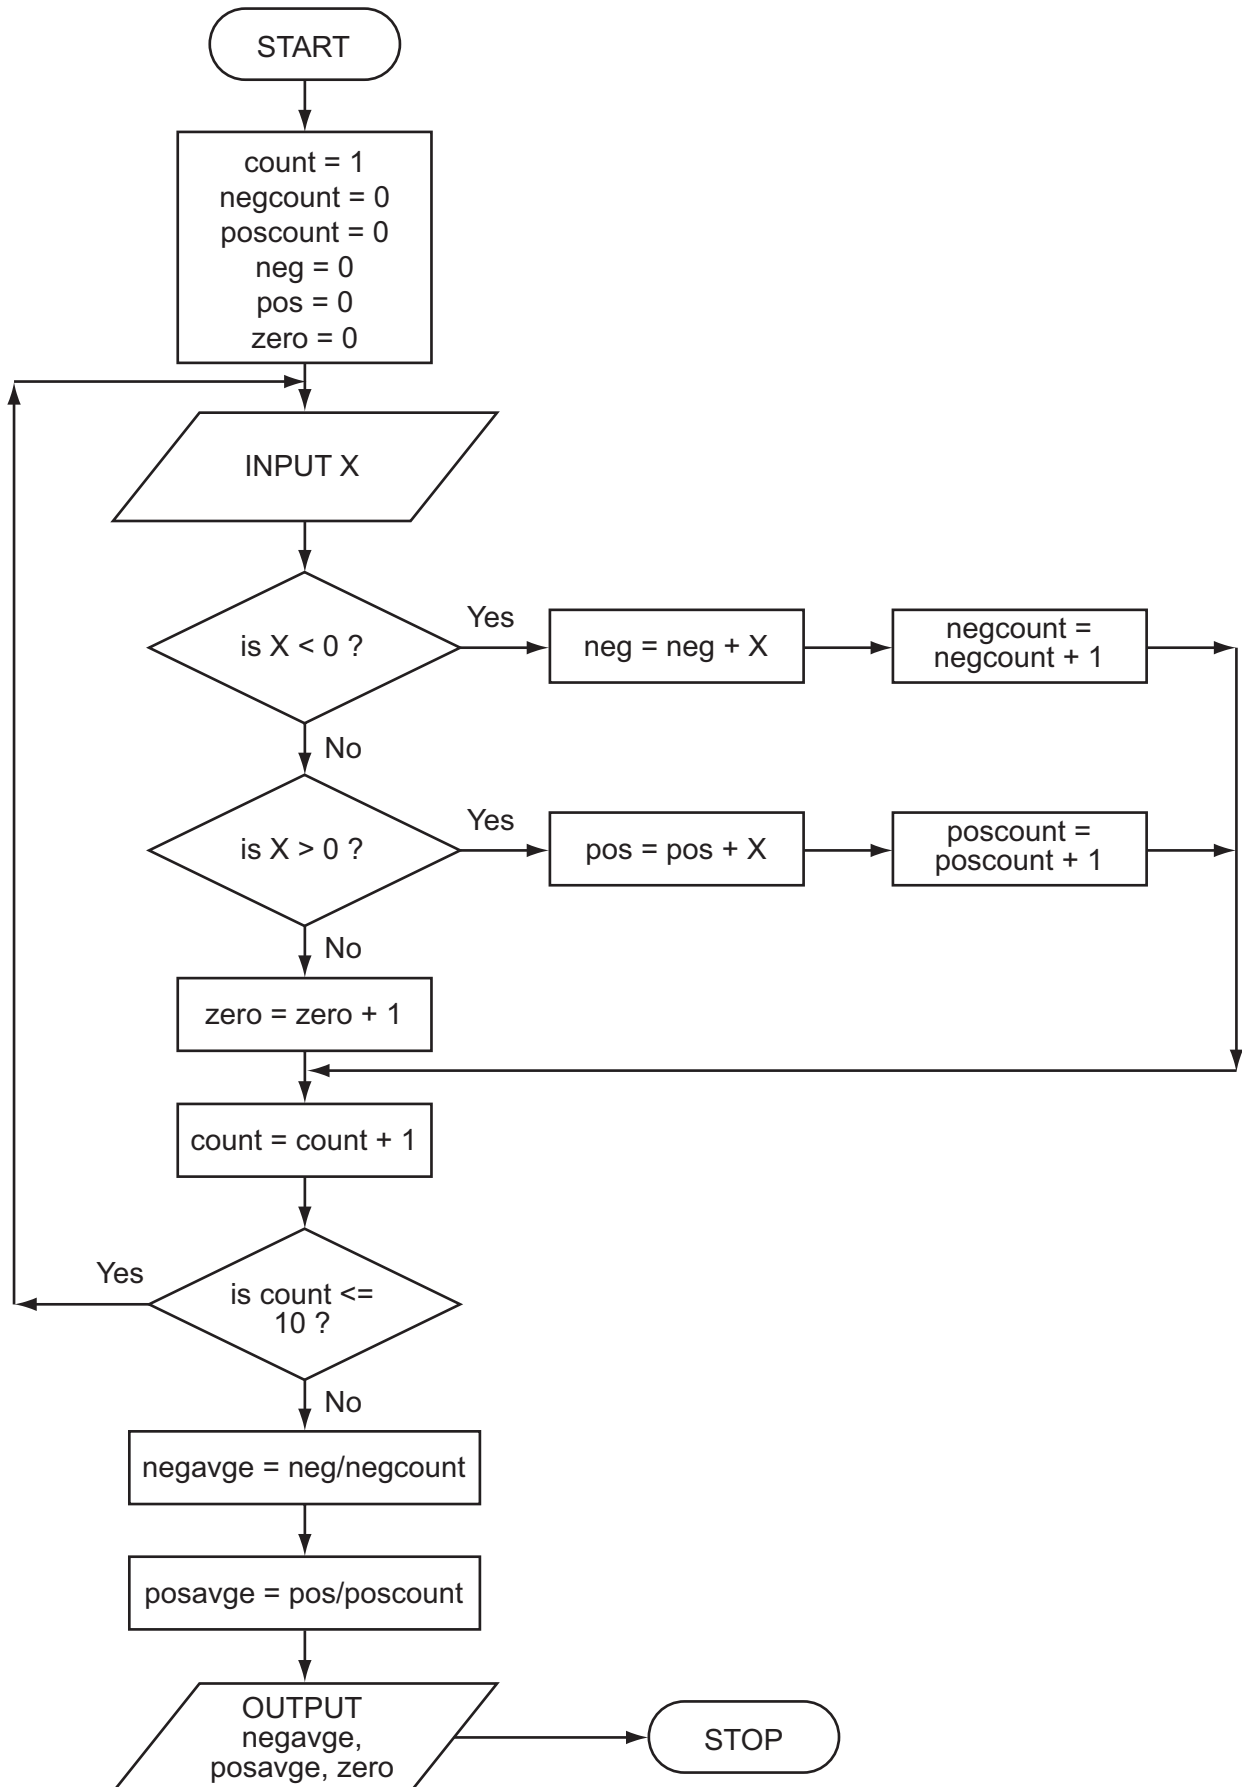 START
count = 1
negcount = 0
poscount = 0
neg = 0
pos = 0
zero = 0
INPUT X
is X < 0 ?
Yes
neg = neg + X
negcount =
negcount + 1
No
is X > 0 ?
Yes
pos = pos + X
poscount =
poscount + 1
No
zero = zero + 1
count = count + 1
Yes
is count <=
10 ?
No
negavge = neg/negcount
posavge = pos/poscount
OUTPUT
negavge,
posavge, zero
STOP